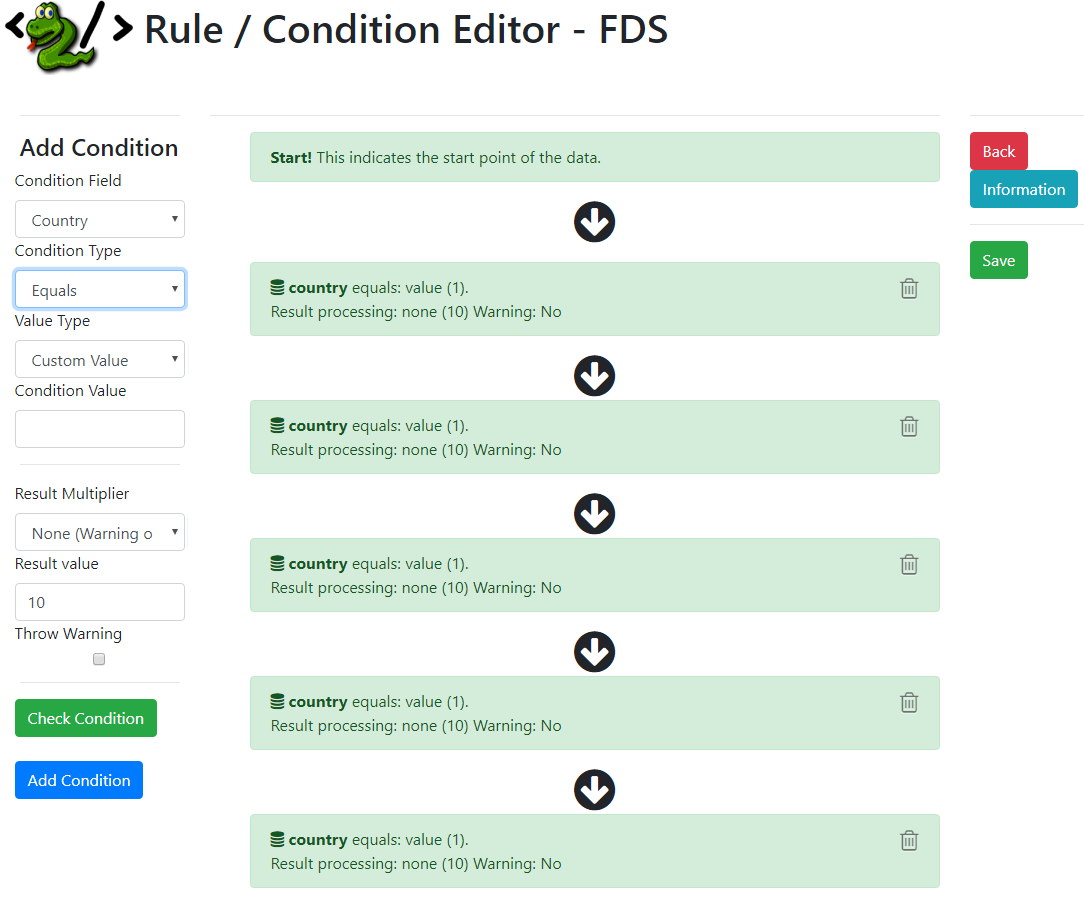 Rule / Condition Editor - FDS
Add Condition
Condition Field
Country
Condition Type
Equals
Value Type
Custom Value
Condition Value
Result Multiplier
None (Warning o
Result value
10
Throw Warning
Check Condition
Add Condition
Start! This indicates the start point of the data.
country equals: value (1).
Result processing: none (10) Warning: No
country equals: value (1).
Result processing: none (10) Warning: No
country equals: value (1).
Result processing: none (10) Warning: No
country equals: value (1).
Result processing: none (10) Warning: No
country equals: value (1).
Result processing: none (10) Warning: No
Back
Information
Save